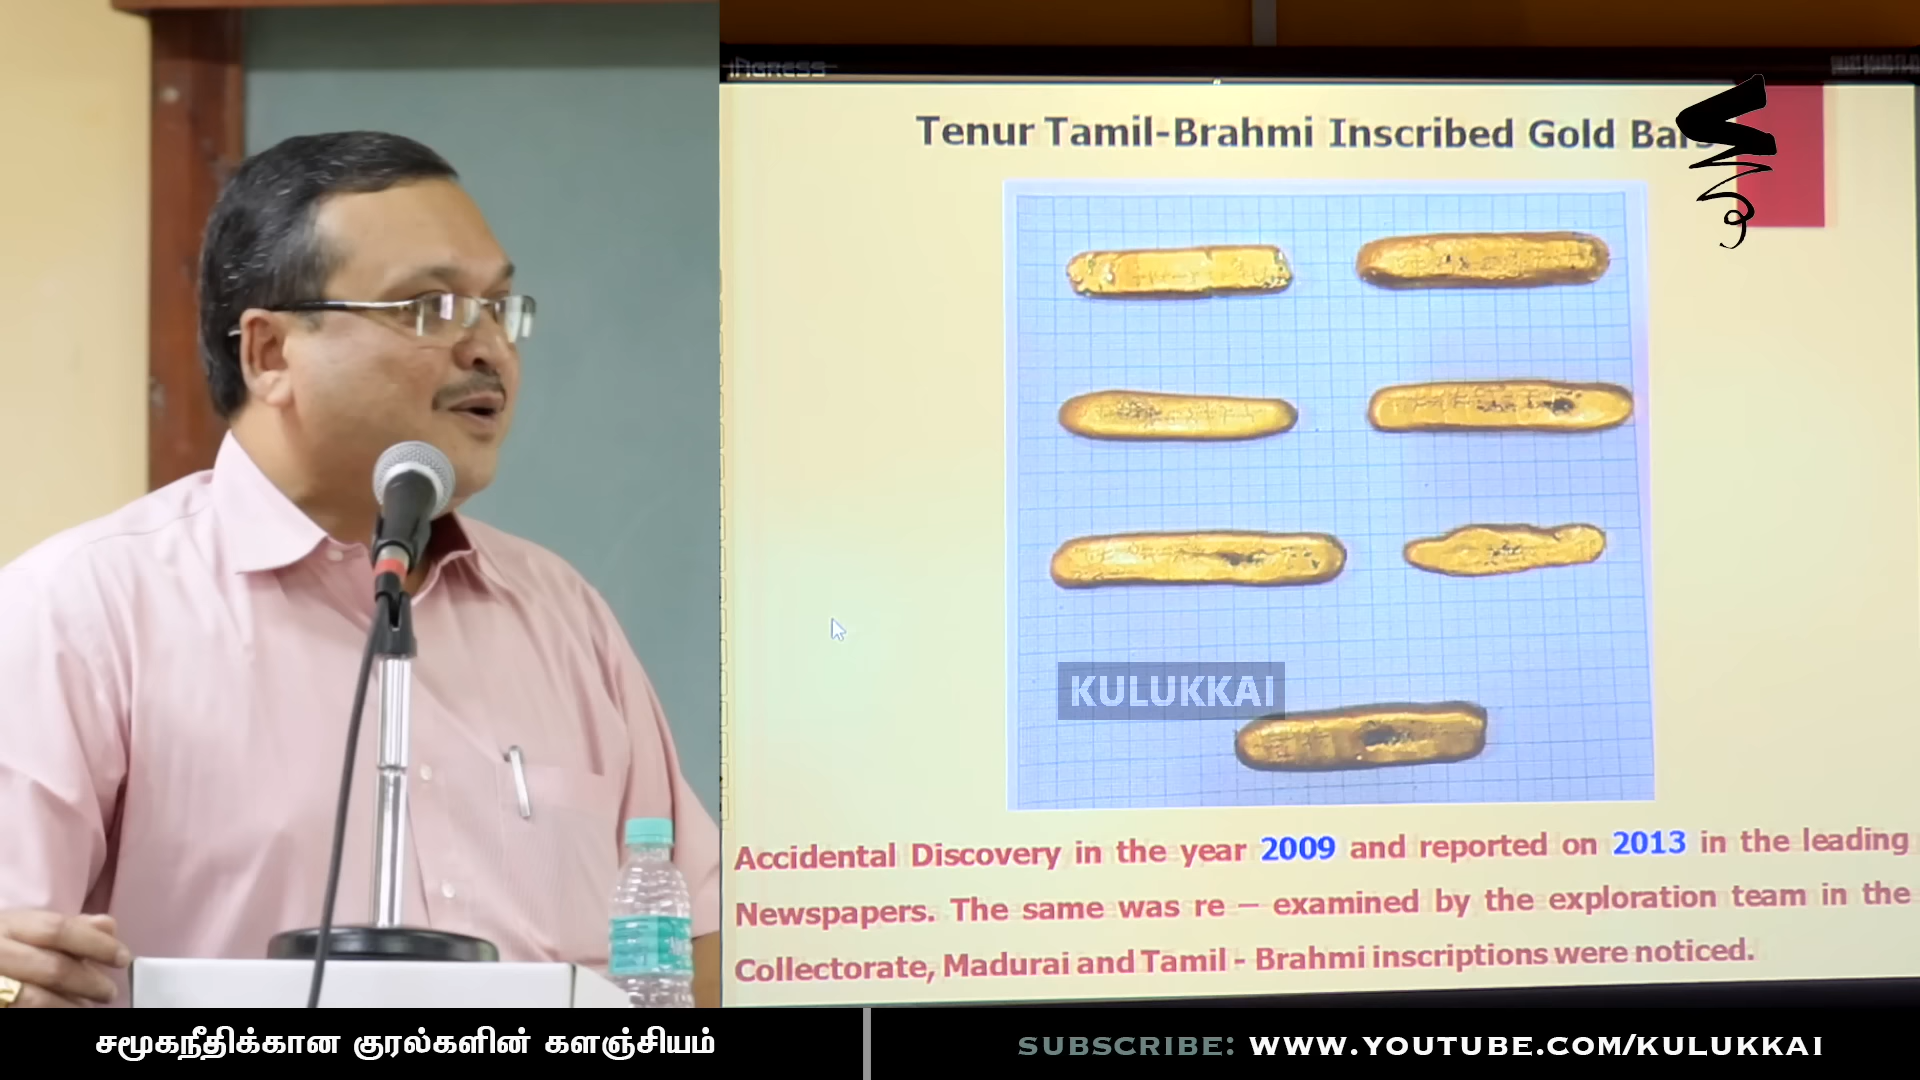 INGRESS
Tenur Tamil-Brahmi Inscribed Gold Bars
KULUKKAI
Accidental Discovery in the year 2009 and reported on 2013 in the leading
Newspapers. The same was re – examined by the exploration team in the
Collectorate, Madurai and Tamil - Brahmi inscriptions were noticed.
சமூகநீதிக்கான குரல்களின் களஞ்சியம்
SUBSCRIBE: WWW.YOUTUBE.COM/KULUKKAI